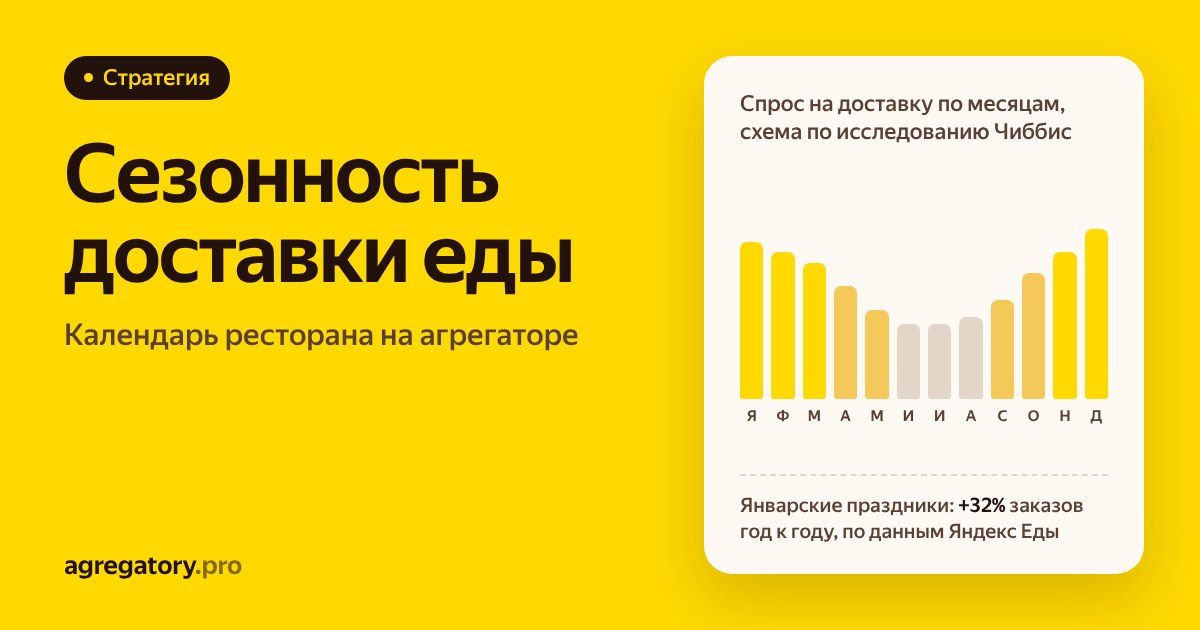 Стратегия
Сезонность
доставки еды
Календарь ресторана на агрегаторе
agregatory.pro
Спрос на доставку по месяцам,
схема по исследованию Чиббис
Я Ф М А М И И А С О Н Д
Январские праздники: +32% заказов
год к году, по данным Яндекс Еды